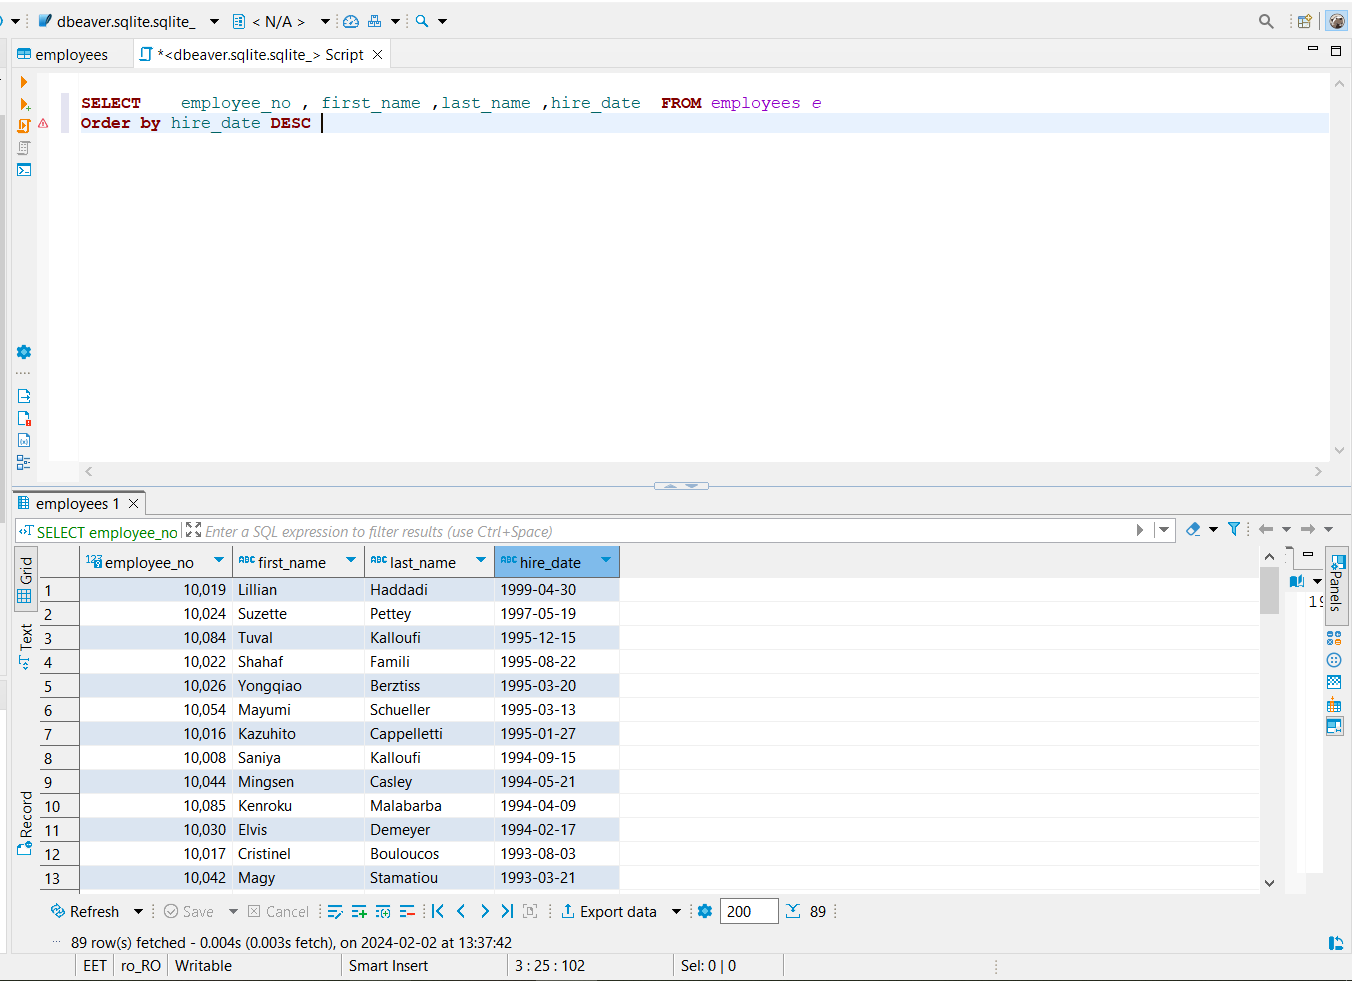 dbeaver.sqlite.sqlite_ < N/A >
employees *<dbeaver.sqlite.sqlite_> Script
SELECT    employee_no , first_name ,last_name ,hire_date  FROM employees e
Order by hire_date DESC
employees 1
SELECT employee_no Enter a SQL expression to filter results (use Ctrl+Space)
Grid
Text
Record
Panels
123 employee_no ABC first_name ABC last_name ABC hire_date
1 10,019 Lillian Haddadi 1999-04-30
2 10,024 Suzette Pettey 1997-05-19
3 10,084 Tuval Kalloufi 1995-12-15
4 10,022 Shahaf Famili 1995-08-22
5 10,026 Yongqiao Berztiss 1995-03-20
6 10,054 Mayumi Schueller 1995-03-13
7 10,016 Kazuhito Cappelletti 1995-01-27
8 10,008 Saniya Kalloufi 1994-09-15
9 10,044 Mingsen Casley 1994-05-21
10 10,085 Kenroku Malabarba 1994-04-09
11 10,030 Elvis Demeyer 1994-02-17
12 10,017 Cristinel Bouloucos 1993-08-03
13 10,042 Magy Stamatiou 1993-03-21
Refresh Save Cancel Export data 200 89
89 row(s) fetched - 0.004s (0.003s fetch), on 2024-02-02 at 13:37:42
EET ro_RO Writable Smart Insert 3 : 25 : 102 Sel: 0 | 0